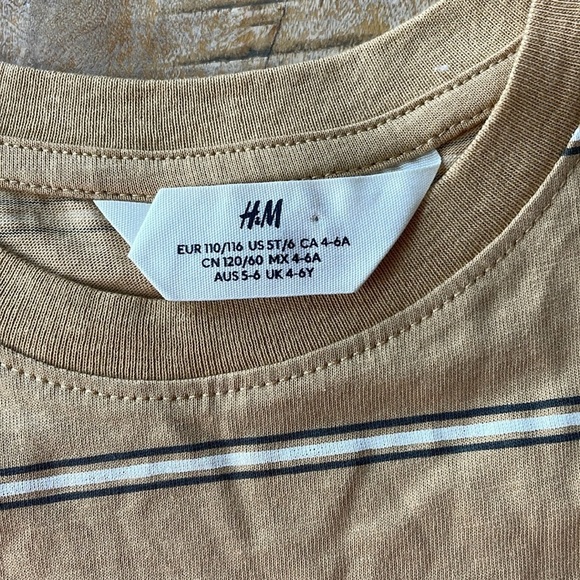 H&M
EUR 110/116 US 5T/6 CA 4-6A
CN 120/60 MX 4-6A
AUS 5-6 UK 4-6Y